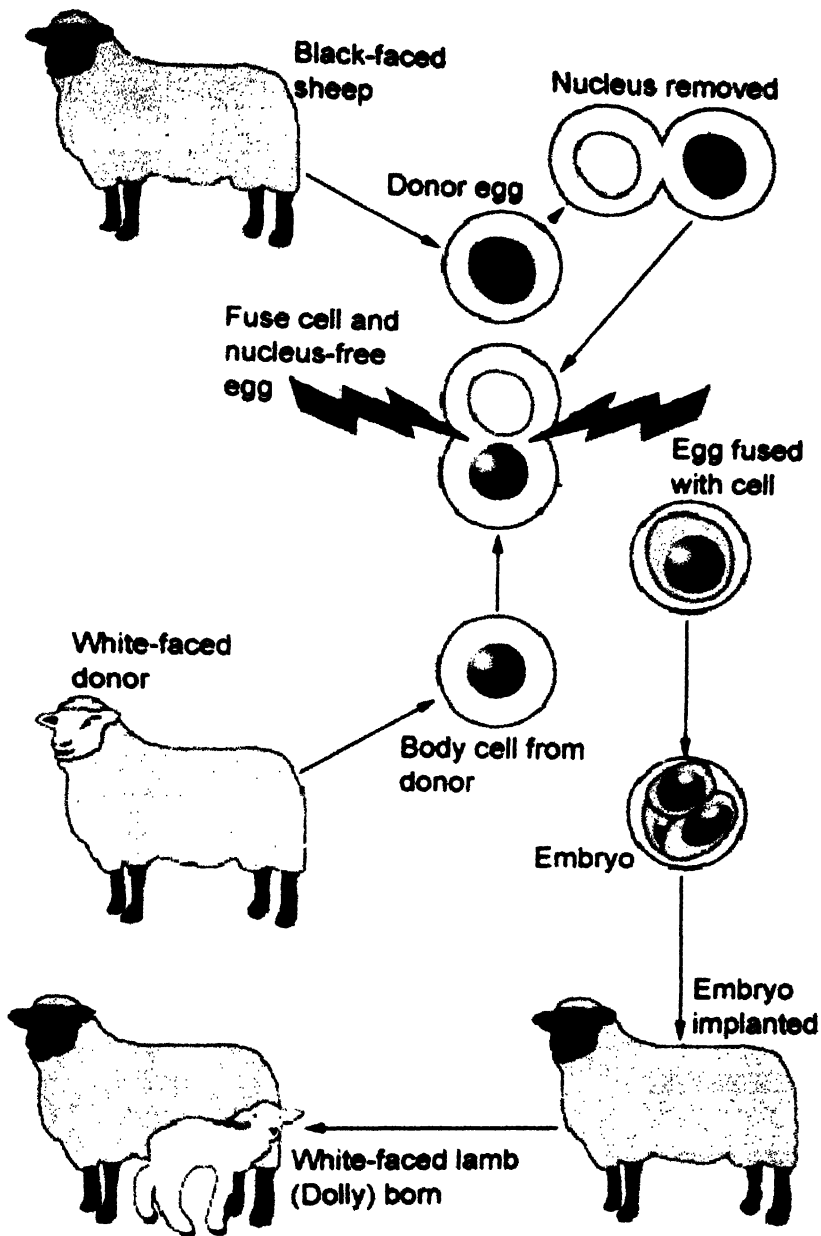 Black-faced
sheep
Nucleus removed
Donor egg
Fuse cell and
nucleus-free
egg
Egg fused
with cell
White-faced
donor
Body cell from
donor
Embryo
Embryo
implanted
White-faced lamb
(Dolly) born